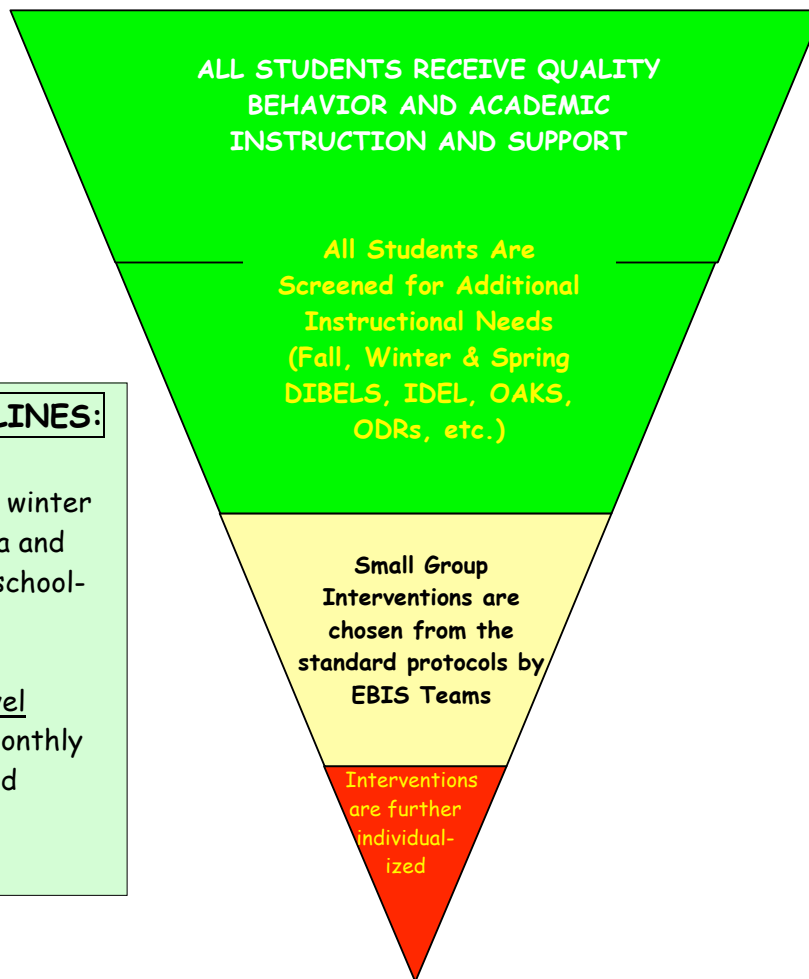 ALL STUDENTS RECEIVE QUALITY
BEHAVIOR AND ACADEMIC
INSTRUCTION AND SUPPORT
All Students Are
Screened for Additional
Instructional Needs
(Fall, Winter & Spring
DIBELS, IDEL, OAKS,
ODRs, etc.)
LINES:
winter
a and
school-
vel
onthly
d
Small Group
Interventions are
chosen from the
standard protocols by
EBIS Teams
Interventions
are further
individual-
ized